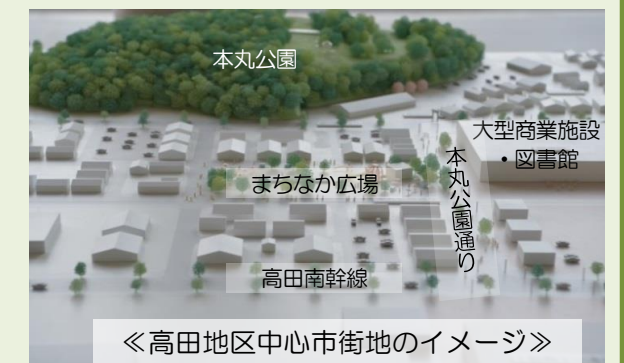 本丸公園
大型商業施設
・図書館
本丸公園通り
まちなか広場
高田南幹線
≪高田地区中心市街地のイメージ≫